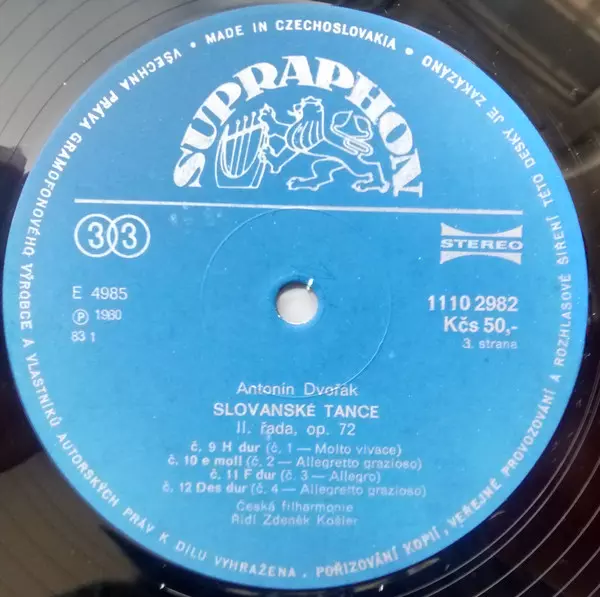 VŠECHNA PRÁVA GRAMOFONOVÉHO VÝROBCE A VLASTNÍKŮ AUTORSKÝCH PRÁV K DÍLU VYHRAŽENA. POŘIZOVÁNÍ KOPIÍ, VEŘEJNÉ PROVOZOVÁNÍ A ROZHLASOVÉ ŠÍŘENÍ TÉTO DESKY JE ZAKÁZÁNO • MADE IN CZECHOSLOVAKIA •
SUPRAPHON
33
STEREO
E 4985
℗ 1980
83 1
1110 2982
Kčs 50,-
3. strana
Antonín Dvořák
SLOVANSKÉ TANCE
II. řada, op. 72
č. 9 H dur (č. 1 — Molto vivace)
č. 10 e moll (č. 2 — Allegretto grazioso)
č. 11 F dur (č. 3 — Allegro)
č. 12 Des dur (č. 4 — Allegretto grazioso)
Česká filharmonie
Řídí Zdeněk Košler